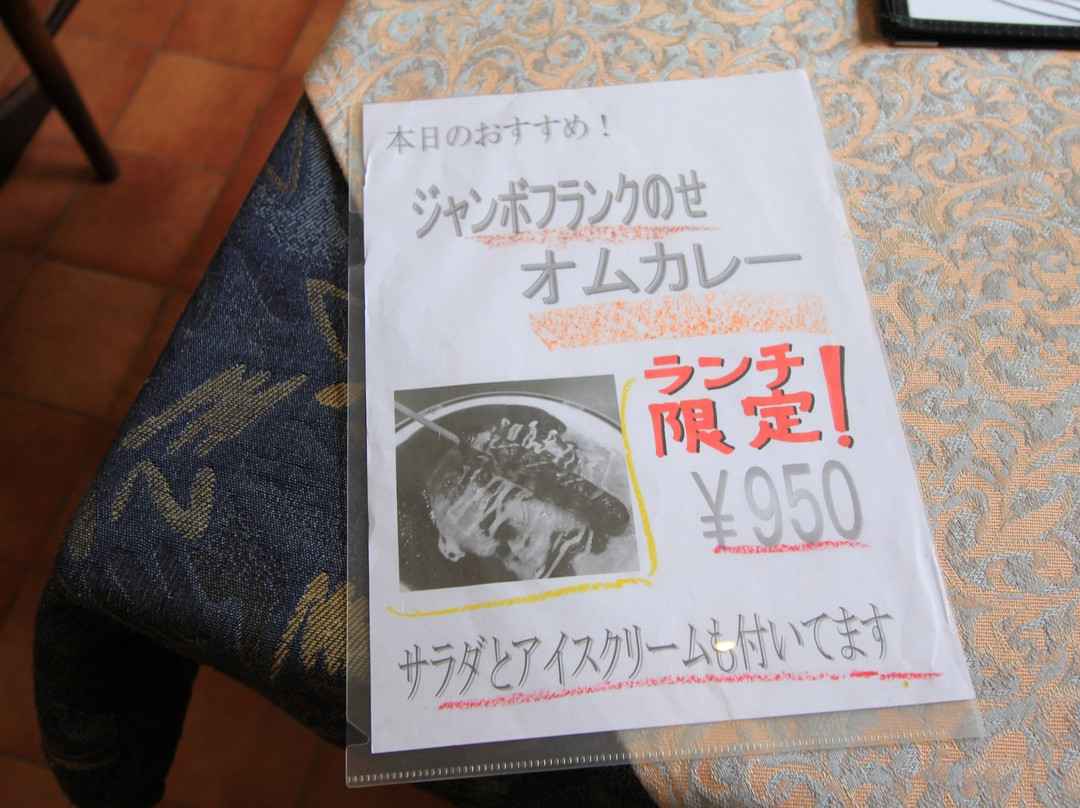 本日のおすすめ！
ジャンボフランクのせ
オムカレー
ランチ
限定！
￥950
サラダとアイスクリームも付いてます